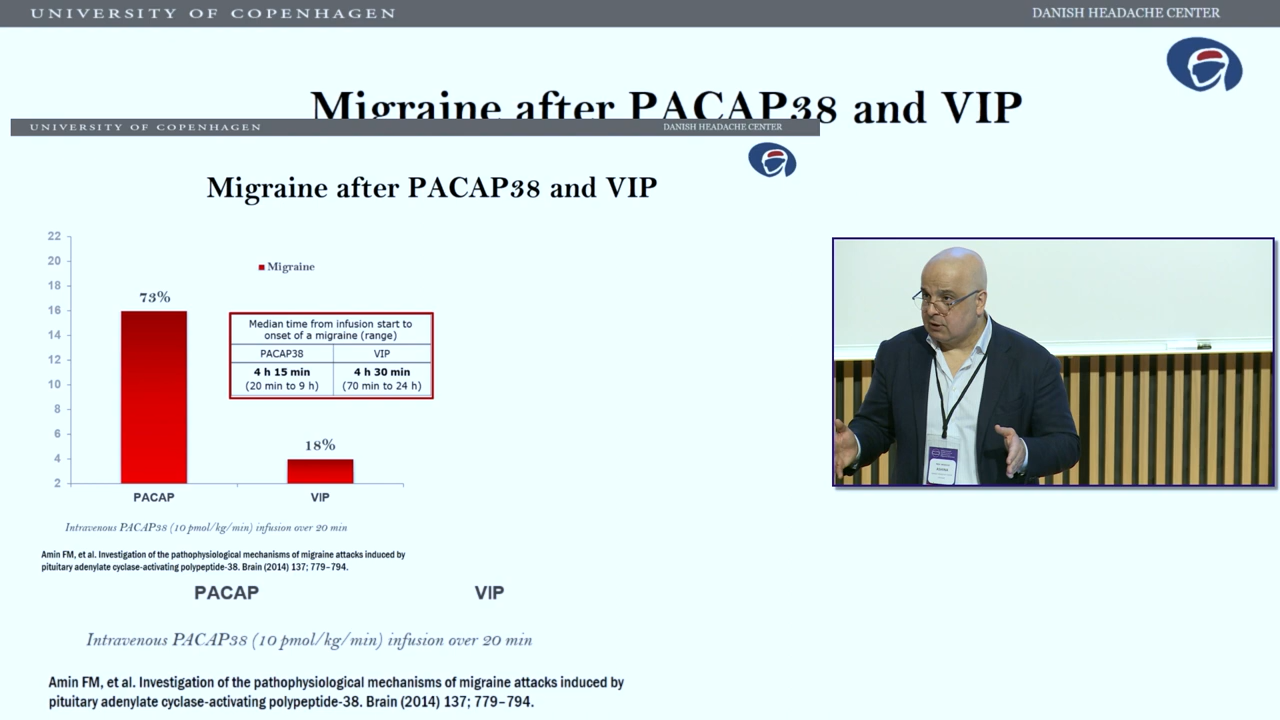 UNIVERSITY OF COPENHAGEN
DANISH HEADACHE CENTER
Migraine after PACAP38 and VIP
UNIVERSITY OF COPENHAGEN
DANISH HEADACHE CENTER
Migraine after PACAP38 and VIP
22
20
18
16
14
12
10
8
6
4
2
Migraine
73%
18%
Median time from infusion start to
onset of a migraine (range)
PACAP38 VIP
4 h 15 min 4 h 30 min
(20 min to 9 h) (70 min to 24 h)
PACAP VIP
Intravenous PACAP38 (10 pmol/kg/min) infusion over 20 min
Amin FM, et al. Investigation of the pathophysiological mechanisms of migraine attacks induced by
pituitary adenylate cyclase-activating polypeptide-38. Brain (2014) 137; 779–794.
PACAP VIP
Intravenous PACAP38 (10 pmol/kg/min) infusion over 20 min
Amin FM, et al. Investigation of the pathophysiological mechanisms of migraine attacks induced by
pituitary adenylate cyclase-activating polypeptide-38. Brain (2014) 137; 779–794.